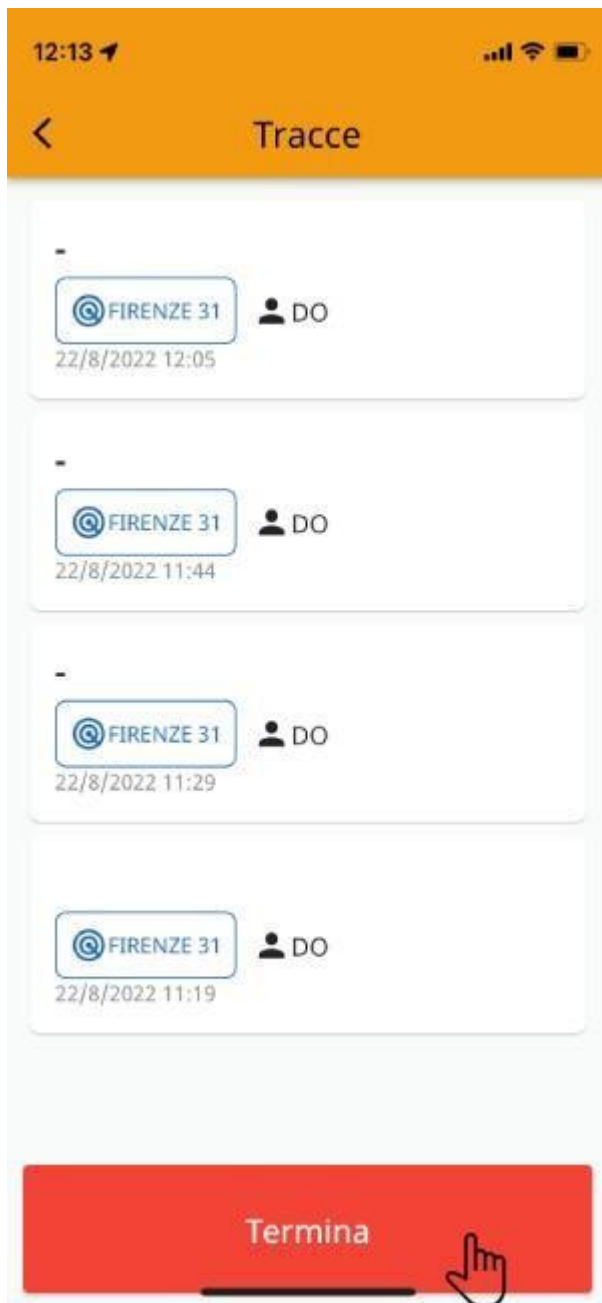 12:13
Tracce
-
FIRENZE 31 DO
22/8/2022 12:05
-
FIRENZE 31 DO
22/8/2022 11:44
-
FIRENZE 31 DO
22/8/2022 11:29
FIRENZE 31 DO
22/8/2022 11:19
Termina